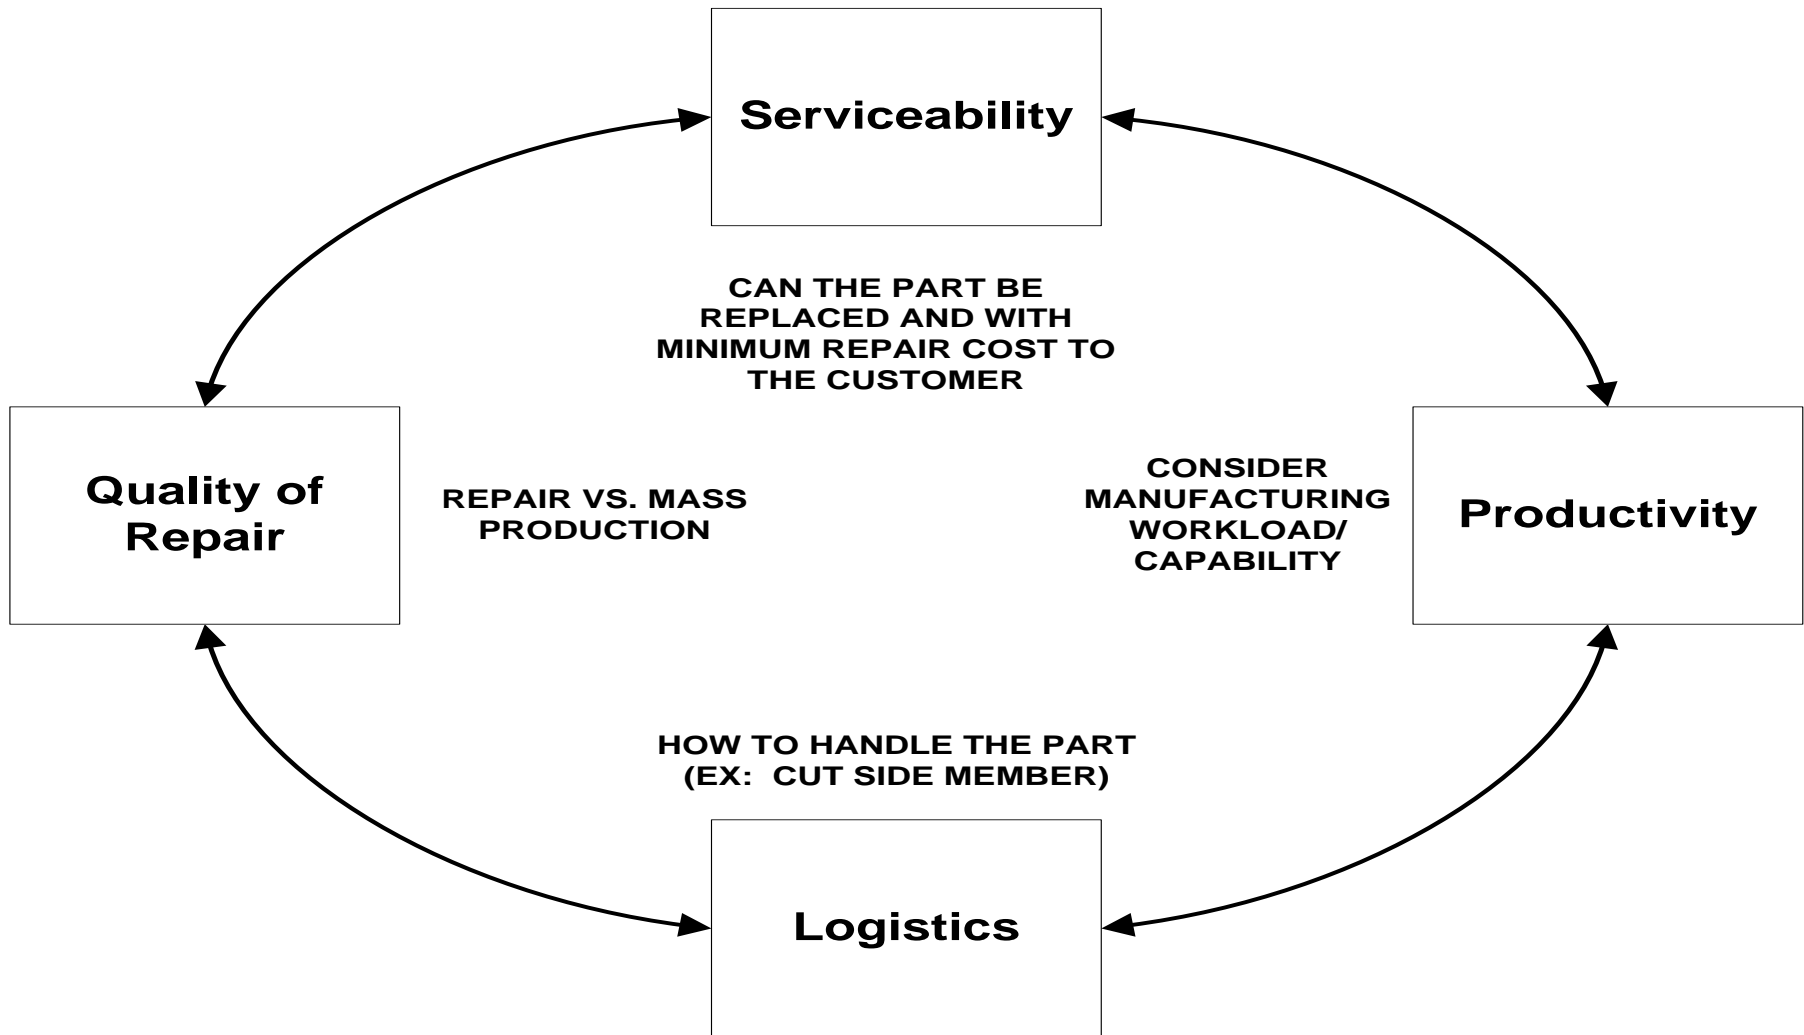 Serviceability
CAN THE PART BE
REPLACED AND WITH
MINIMUM REPAIR COST TO
THE CUSTOMER
Quality of
Repair
REPAIR VS. MASS
PRODUCTION
CONSIDER
MANUFACTURING
WORKLOAD/
CAPABILITY
Productivity
HOW TO HANDLE THE PART
(EX:  CUT SIDE MEMBER)
Logistics